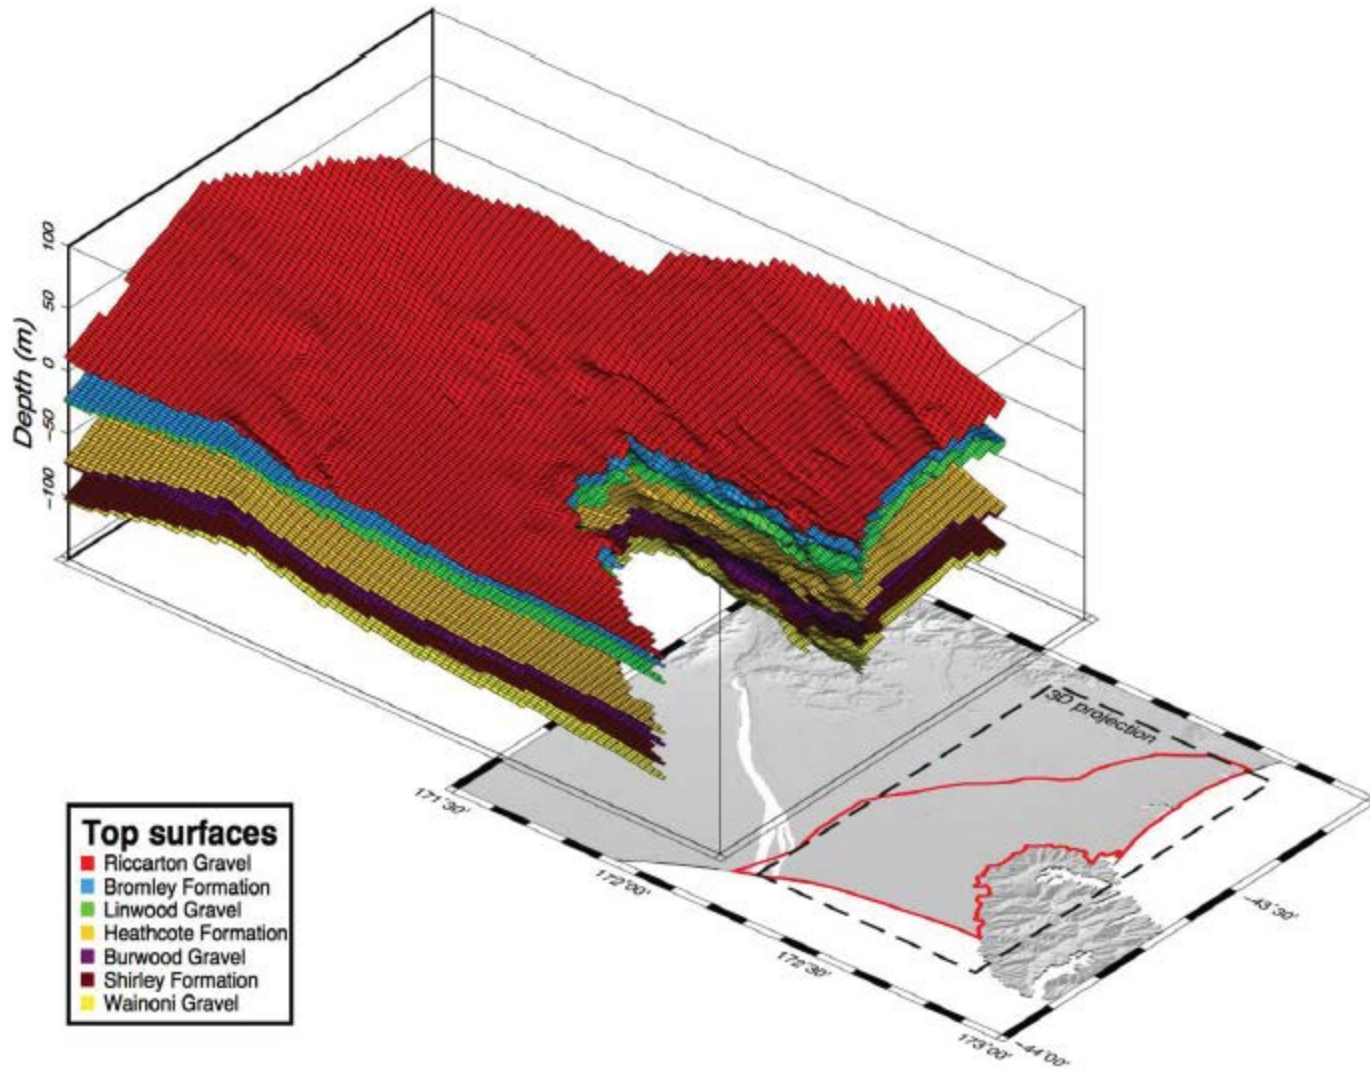 100
50
0
-50
-100
Depth (m)
3D projection
171˚30'
172˚00'
172˚30'
173˚00'
-43˚30'
-44˚00'
Top surfaces
Riccarton Gravel
Bromley Formation
Linwood Gravel
Heathcote Formation
Burwood Gravel
Shirley Formation
Wainoni Gravel